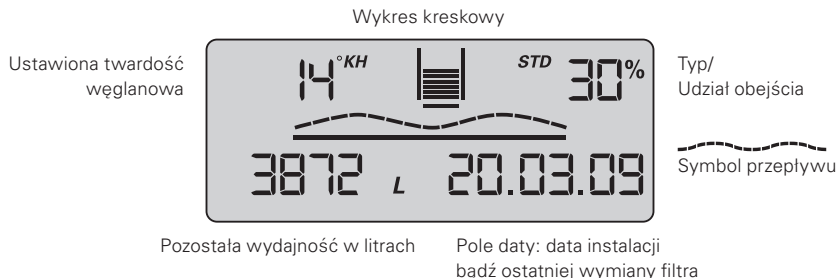 Wykres kreskowy
Ustawiona twardość
węglanowa
14 °KH STD 30%
Typ/
Udział obejścia
Symbol przepływu
3872 L 20.03.09
Pozostała wydajność w litrach
Pole daty: data instalacji
bądź ostatniej wymiany filtra